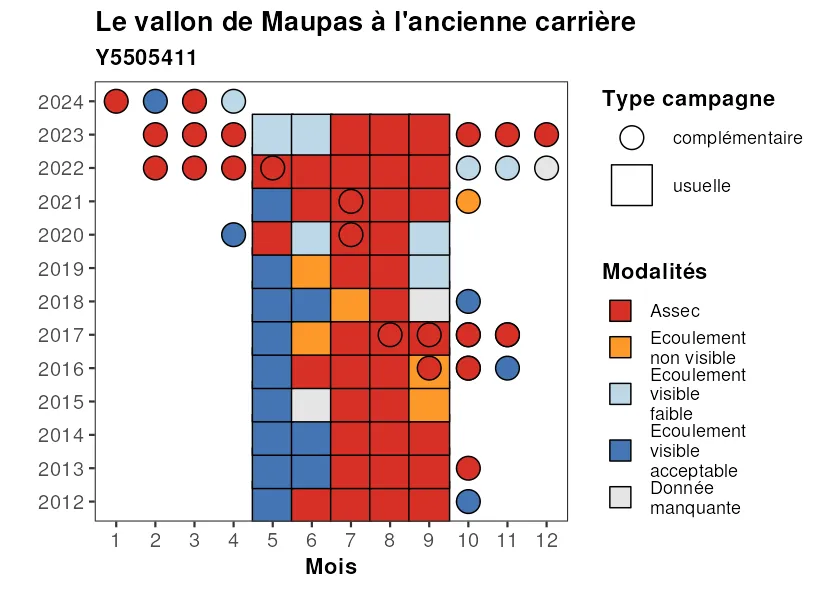 Le vallon de Maupas à l'ancienne carrière
Y5505411
2024
2023
2022
2021
2020
2019
2018
2017
2016
2015
2014
2013
2012
1 2 3 4 5 6 7 8 9 10 11 12
Mois
Type campagne
complémentaire
usuelle
Modalités
Assec
Ecoulement
non visible
Ecoulement
visible
faible
Ecoulement
visible
acceptable
Donnée
manquante